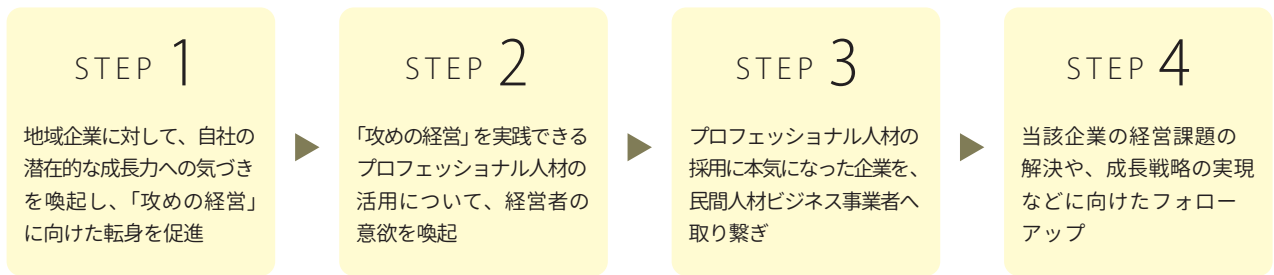 STEP 1
地域企業に対して、自社の
潜在的な成長力への気づき
を喚起し、「攻めの経営」
に向けた転身を促進
STEP 2
「攻めの経営」を実践できる
プロフェッショナル人材の
活用について、経営者の
意欲を喚起
STEP 3
プロフェッショナル人材の
採用に本気になった企業を、
民間人材ビジネス事業者へ
取り繋ぎ
STEP 4
当該企業の経営課題の
解決や、成長戦略の実現
などに向けたフォロー
アップ